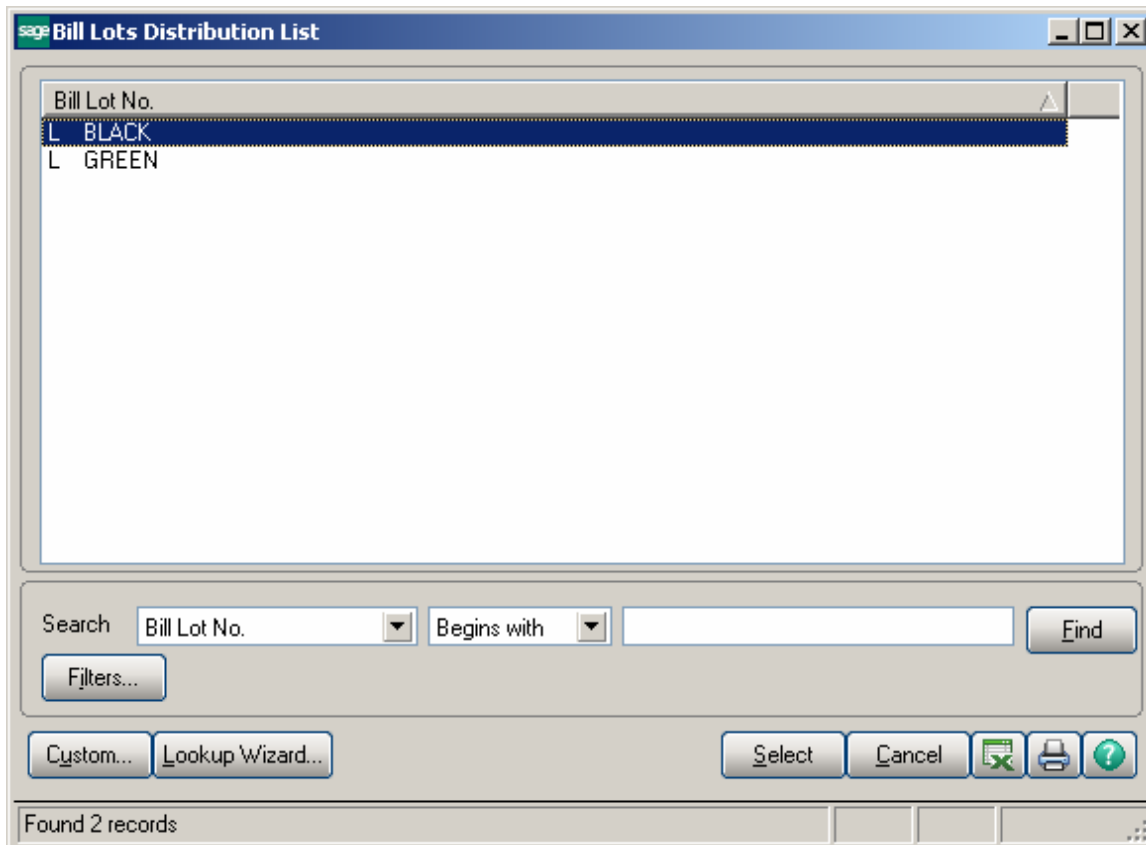 sage Bill Lots Distribution List
Bill Lot No.
L BLACK
L GREEN
Search Bill Lot No. Begins with Find
Filters...
Custom... Lookup Wizard... Select Cancel ?
Found 2 records